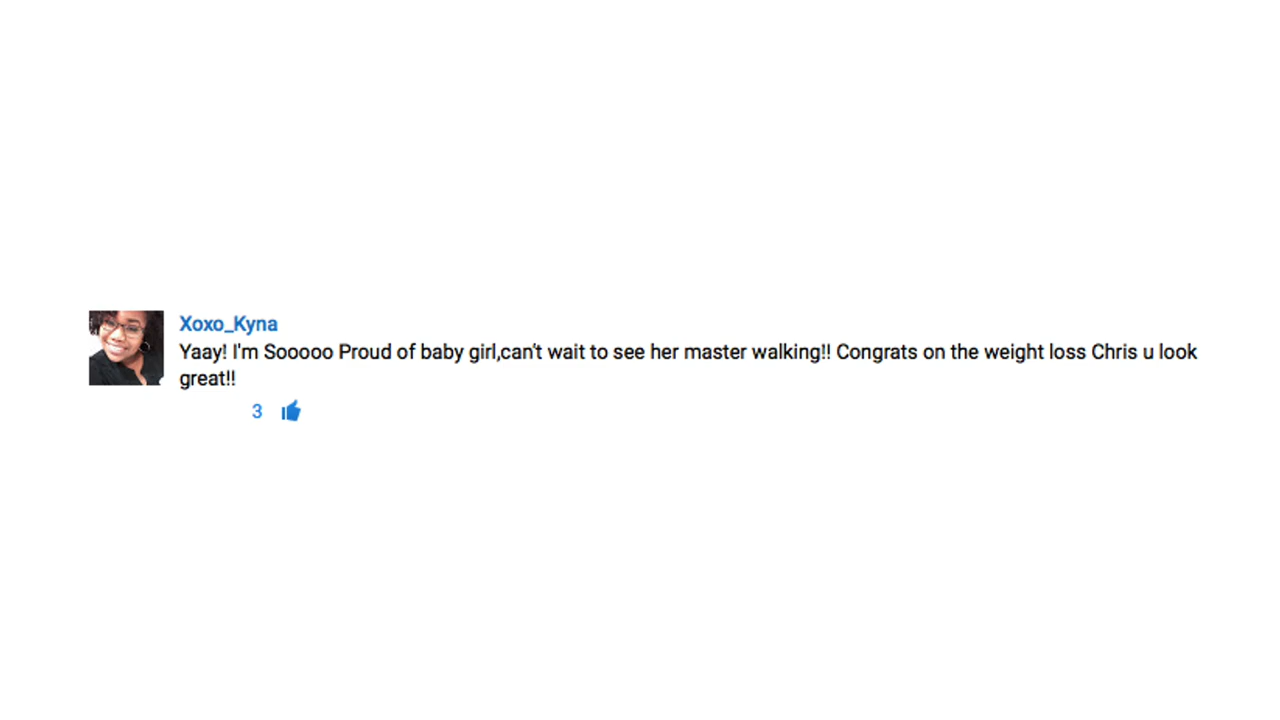 Xoxo_Kyna
Yaay! I'm Sooooo Proud of baby girl,can't wait to see her master walking!! Congrats on the weight loss Chris u look
great!!
3